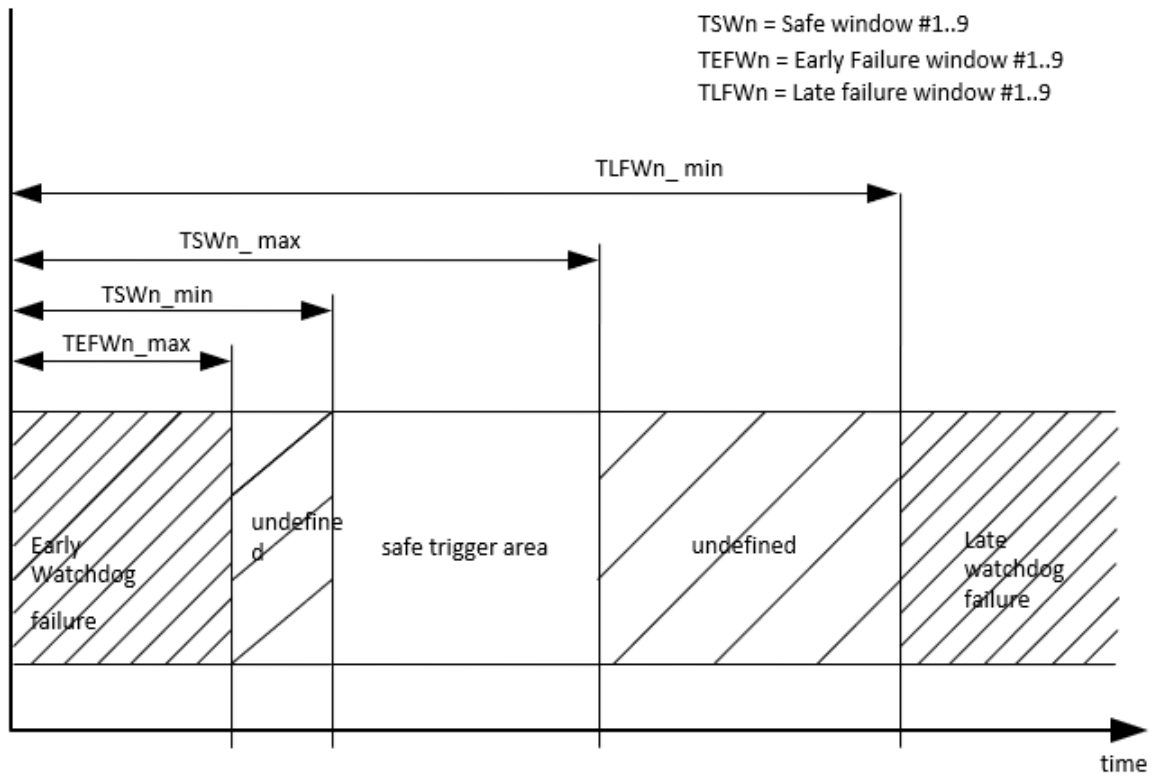 TSWn = Safe window #1..9
TEFWn = Early Failure window #1..9
TLFWn = Late failure window #1..9
TLFWn_ min
TSWn_ max
TSWn_min
TEFWn_max
Early
Watchdog
failure
undefine
d
safe trigger area
undefined
Late
watchdog
failure
time